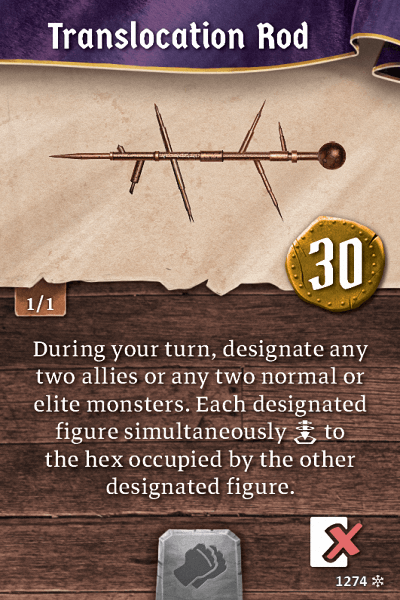 Translocation Rod
30
1/1
During your turn, designate any
two allies or any two normal or
elite monsters. Each designated
figure simultaneously to
the hex occupied by the other
designated figure.
1274